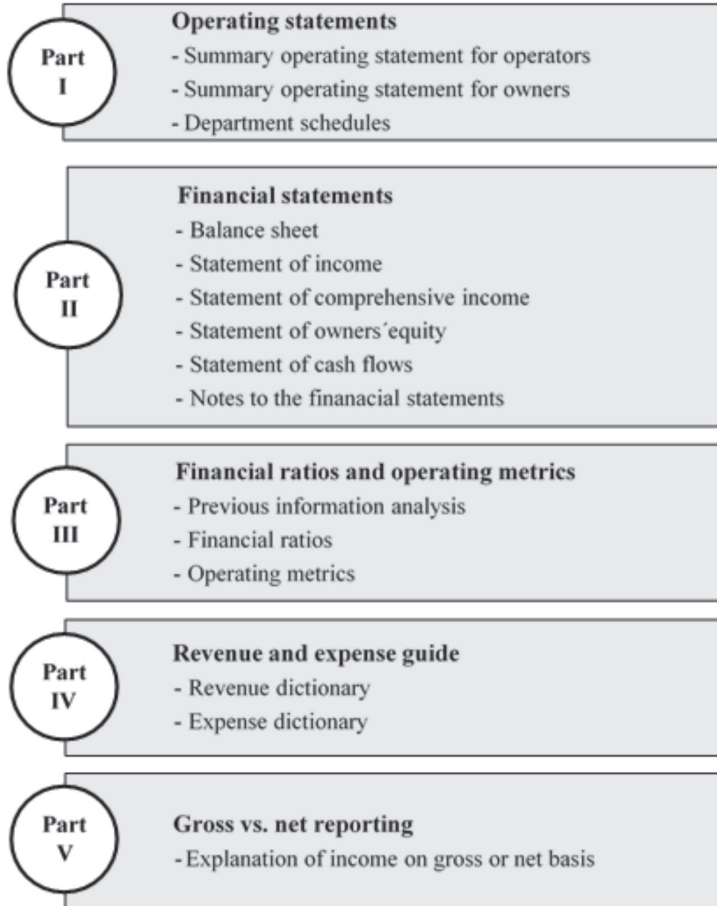 Part
I
Operating statements
- Summary operating statement for operators
- Summary operating statement for owners
- Department schedules
Part
II
Financial statements
- Balance sheet
- Statement of income
- Statement of comprehensive income
- Statement of owners´equity
- Statement of cash flows
- Notes to the finanacial statements
Part
III
Financial ratios and operating metrics
- Previous information analysis
- Financial ratios
- Operating metrics
Part
IV
Revenue and expense guide
- Revenue dictionary
- Expense dictionary
Part
V
Gross vs. net reporting
- Explanation of income on gross or net basis